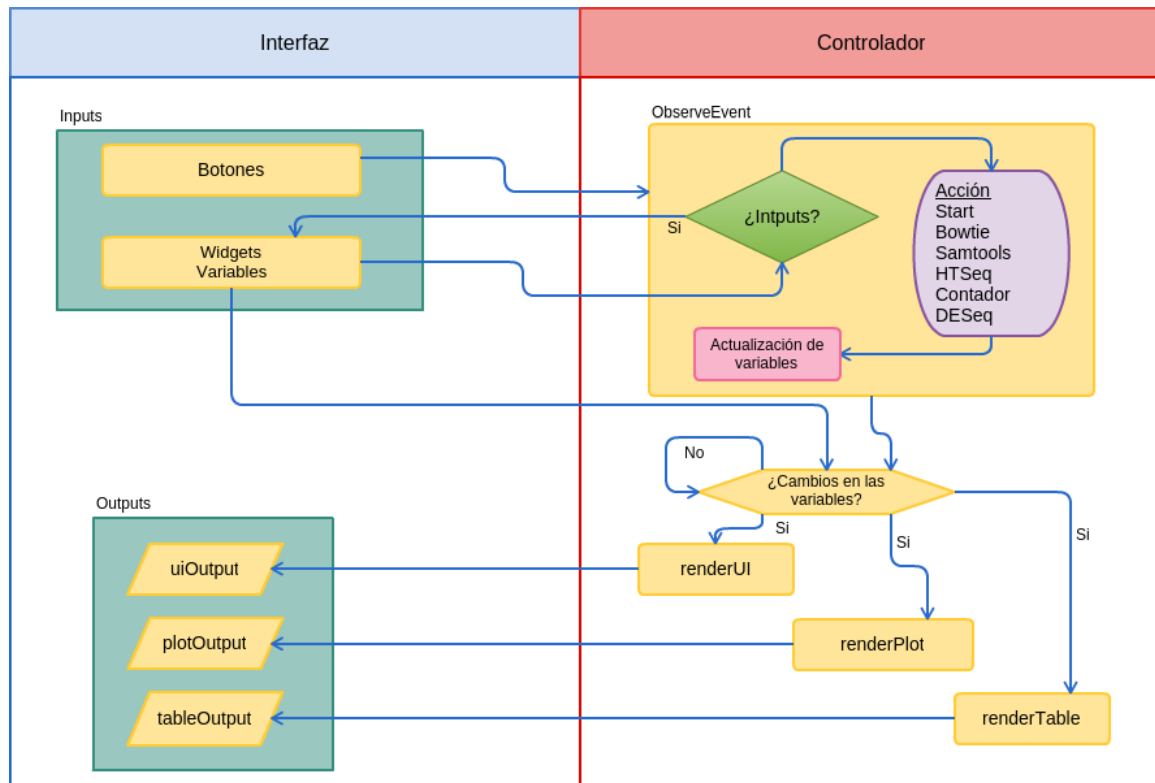 Interfaz
Controlador
Inputs
Botones
Widgets
Variables
ObserveEvent
¿Intputs?
Si
Acción
Start
Bowtie
Samtools
HTSeq
Contador
DESeq
Actualización de
variables
No
¿Cambios en las
variables?
Si
Si
Si
Outputs
uiOutput
renderUI
plotOutput
renderPlot
tableOutput
renderTable